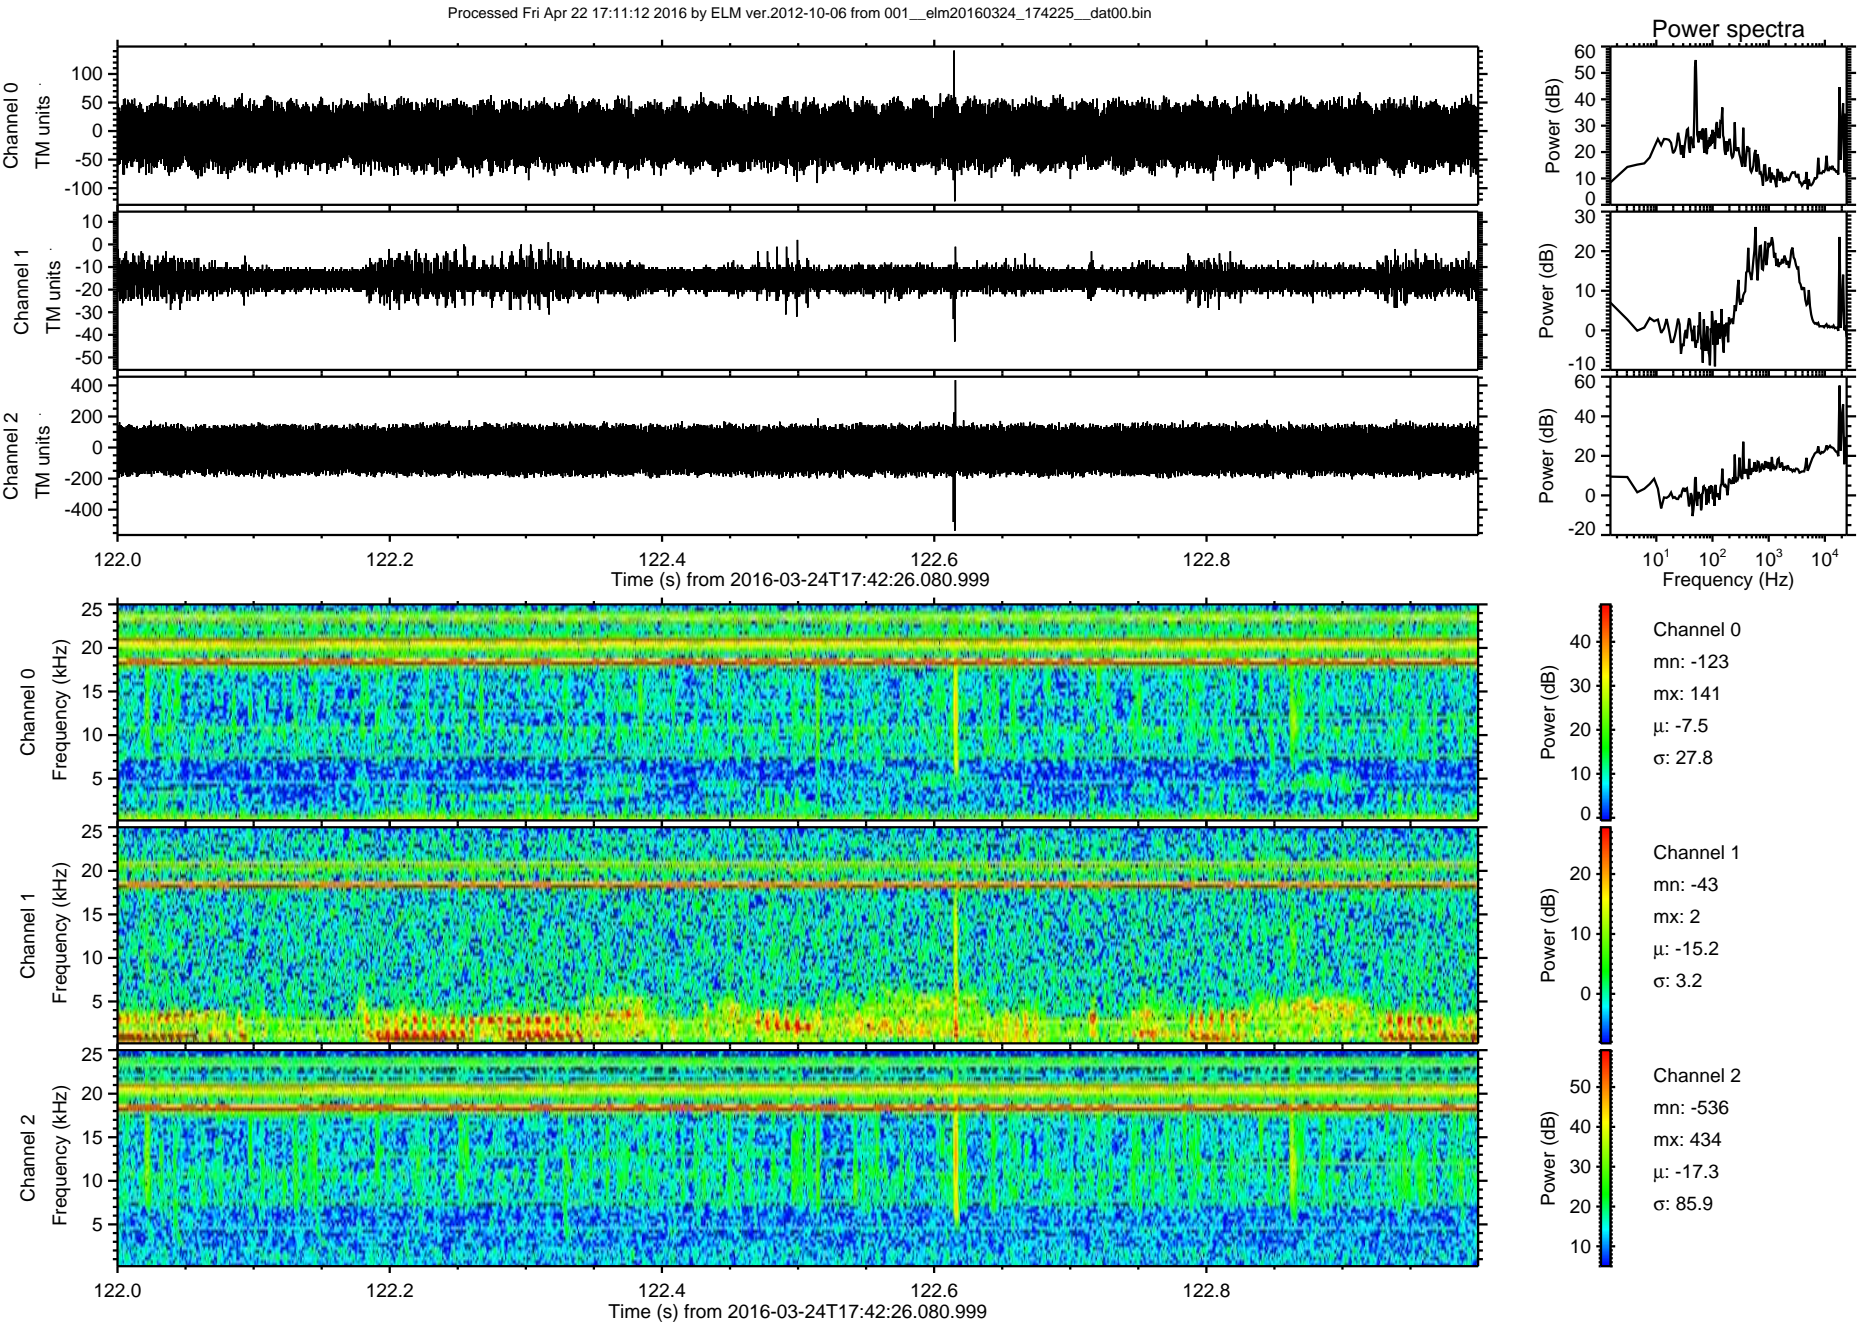 Processed Fri Apr 22 17:11:12 2016 by ELM ver.2012-10-06 from 001__elm20160324_174225__dat00.bin
Power spectra
Channel 0
TM units
100
50
0
-50
-100
Power (dB)
60
50
40
30
20
10
0
Channel 1
TM units
10
0
-10
-20
-30
-40
-50
Power (dB)
30
20
10
0
-10
Channel 2
TM units
400
200
0
-200
-400
Power (dB)
60
40
20
0
-20
122.0 122.2 122.4 122.6 122.8
Time (s) from 2016-03-24T17:42:26.080.999
10¹ 10² 10³ 10⁴
Frequency (Hz)
Channel 0
Frequency (kHz)
25
20
15
10
5
Power (dB)
40
30
20
10
0
Channel 0
mn: -123
mx: 141
μ: -7.5
σ: 27.8
Channel 1
Frequency (kHz)
25
20
15
10
5
Power (dB)
20
10
0
Channel 1
mn: -43
mx: 2
μ: -15.2
σ: 3.2
Channel 2
Frequency (kHz)
25
20
15
10
5
Power (dB)
50
40
30
20
10
Channel 2
mn: -536
mx: 434
μ: -17.3
σ: 85.9
122.0 122.2 122.4 122.6 122.8
Time (s) from 2016-03-24T17:42:26.080.999